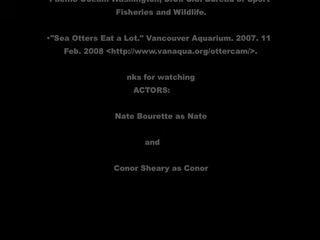 Fisheries and Wildlife.
•"Sea Otters Eat a Lot." Vancouver Aquarium. 2007. 11
Feb. 2008 <http://www.vanaqua.org/ottercam/>.
nks for watching
ACTORS:
Nate Bourette as Nate
and
Conor Sheary as Conor